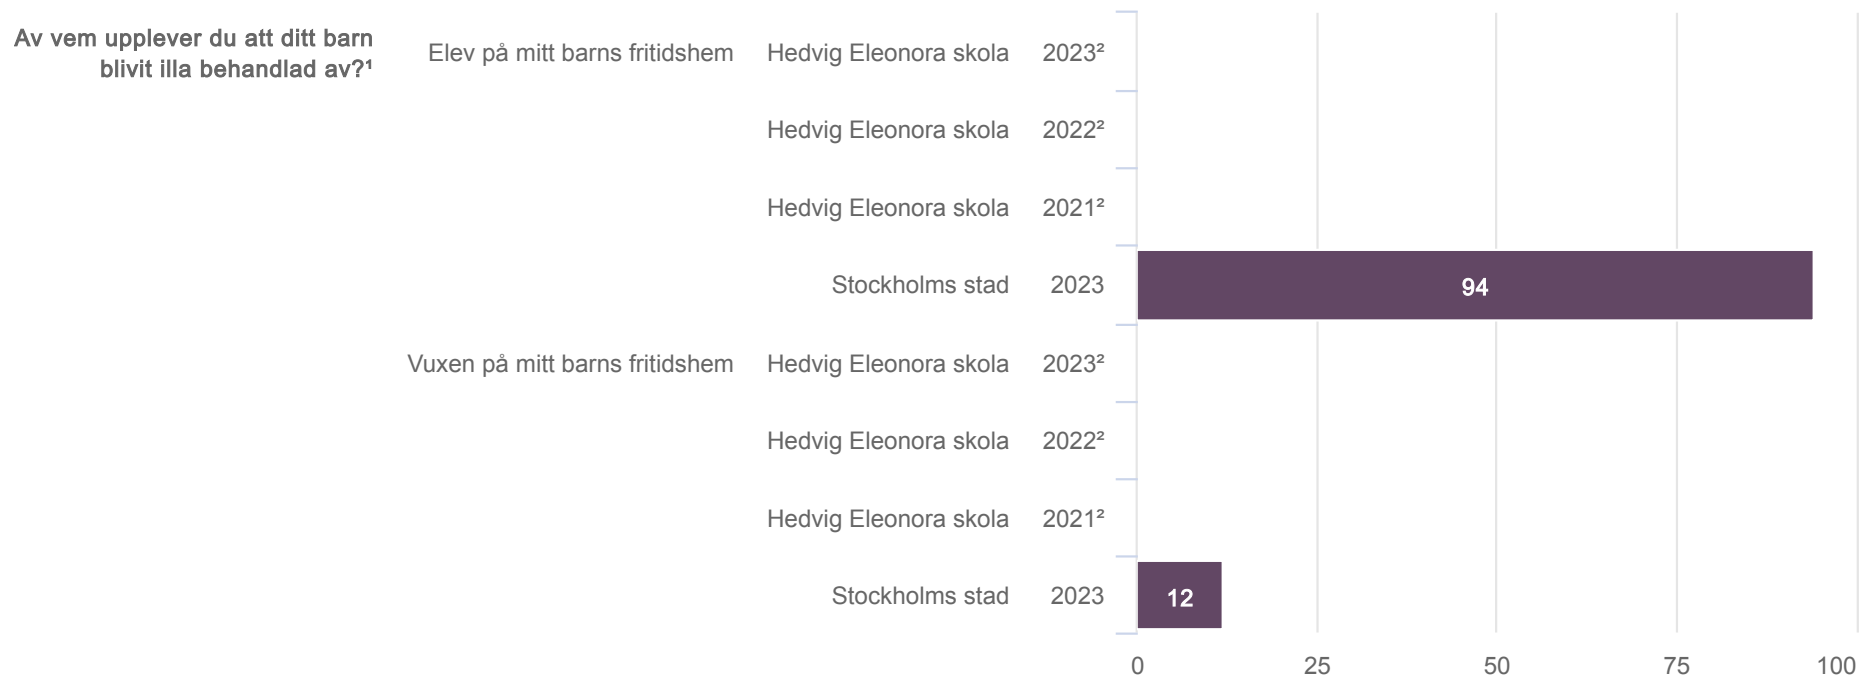 Av vem upplever du att ditt barn
blivit illa behandlad av?¹
Elev på mitt barns fritidshem Hedvig Eleonora skola 2023²
Hedvig Eleonora skola 2022²
Hedvig Eleonora skola 2021²
Stockholms stad 2023 94
Vuxen på mitt barns fritidshem Hedvig Eleonora skola 2023²
Hedvig Eleonora skola 2022²
Hedvig Eleonora skola 2021²
Stockholms stad 2023 12
0 25 50 75 100